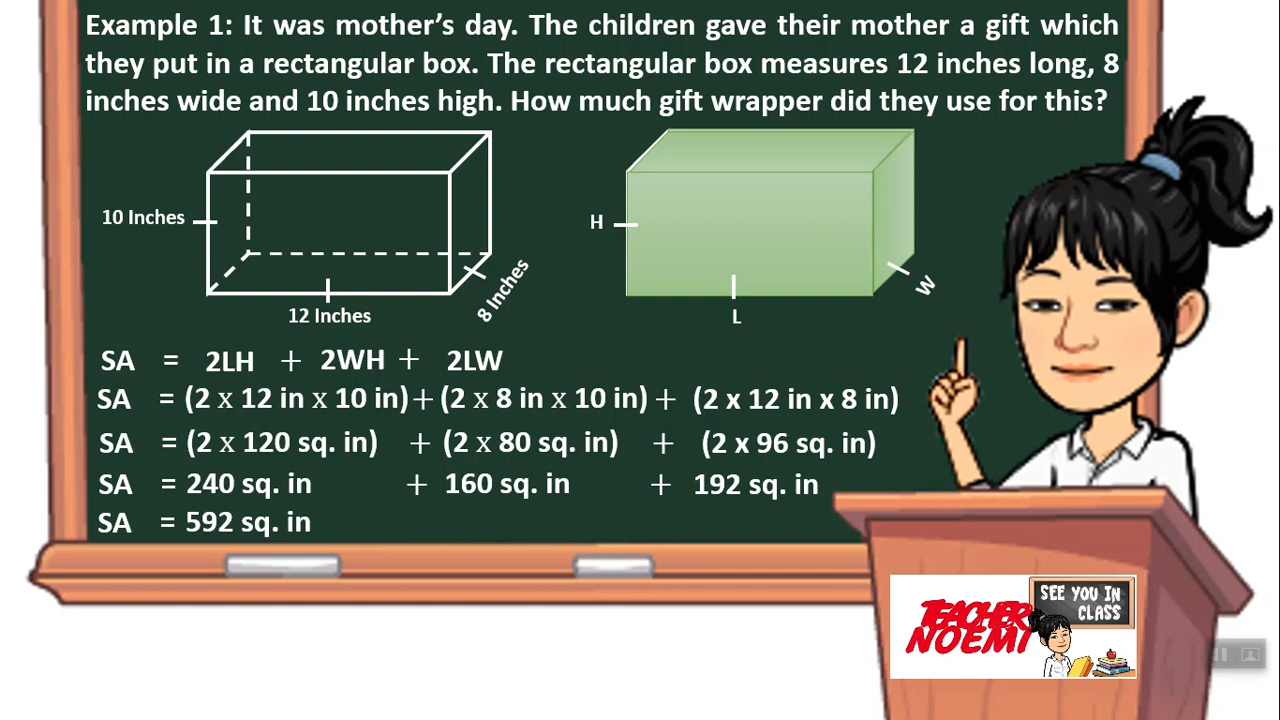 Example 1: It was mother's day. The children gave their mother a gift which
they put in a rectangular box. The rectangular box measures 12 inches long, 8
inches wide and 10 inches high. How much gift wrapper did they use for this?
10 Inches
12 Inches
8 Inches
H
L
W
SA = 2LH + 2WH + 2LW
SA = (2 x 12 in x 10 in) + (2 x 8 in x 10 in) + (2 x 12 in x 8 in)
SA = (2 x 120 sq. in) + (2 x 80 sq. in) + (2 x 96 sq. in)
SA = 240 sq. in + 160 sq. in + 192 sq. in
SA = 592 sq. in
TEACHER
NOEMI
SEE YOU IN
CLASS